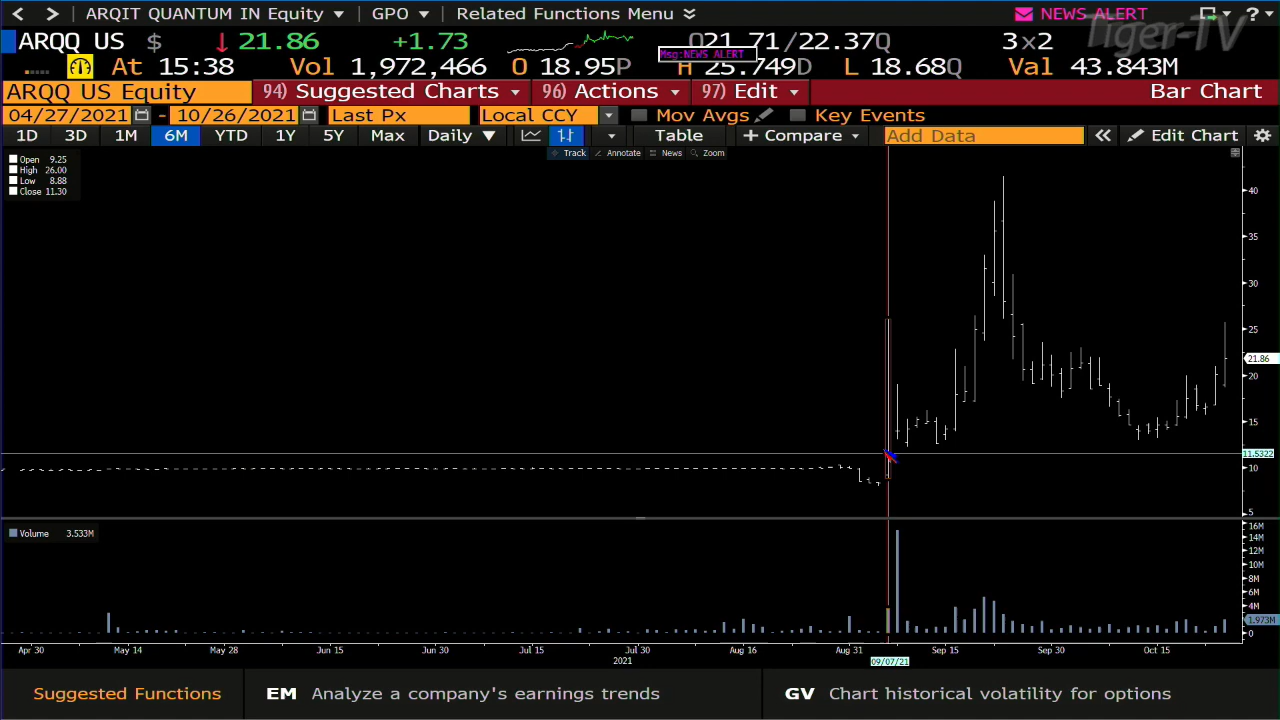 ARQIT QUANTUM IN Equity GPO Related Functions Menu NEWS ALERT ?
ARQQ US $ 21.86 +1.73 Q21.71/22.37Q 3x2 Tiger-TV
Msg:NEWS ALERT
At 15:38 Vol 1,972,466 O 18.95P H 25.749D L 18.68Q Val 43.843M
ARQQ US Equity 94) Suggested Charts 96) Actions 97) Edit Bar Chart
04/27/2021 - 10/26/2021 Last Px Local CCY Mov Avgs Key Events
1D 3D 1M 6M YTD 1Y 5Y Max Daily Table + Compare Add Data Edit Chart
Track Annotate News Zoom
Open 9.25
High 26.00
Low 8.88
Close 11.30
40
35
30
25
21.86
20
15
11.5322
10
5
Volume 3.533M
16M
14M
12M
10M
8M
6M
4M
1.973M
0
Apr 30 May 14 May 28 Jun 15 Jun 30 Jul 15 Jul 30 Aug 16 Aug 31 Sep 15 Sep 30 Oct 15
2021 09/07/21
Suggested Functions EM Analyze a company's earnings trends GV Chart historical volatility for options